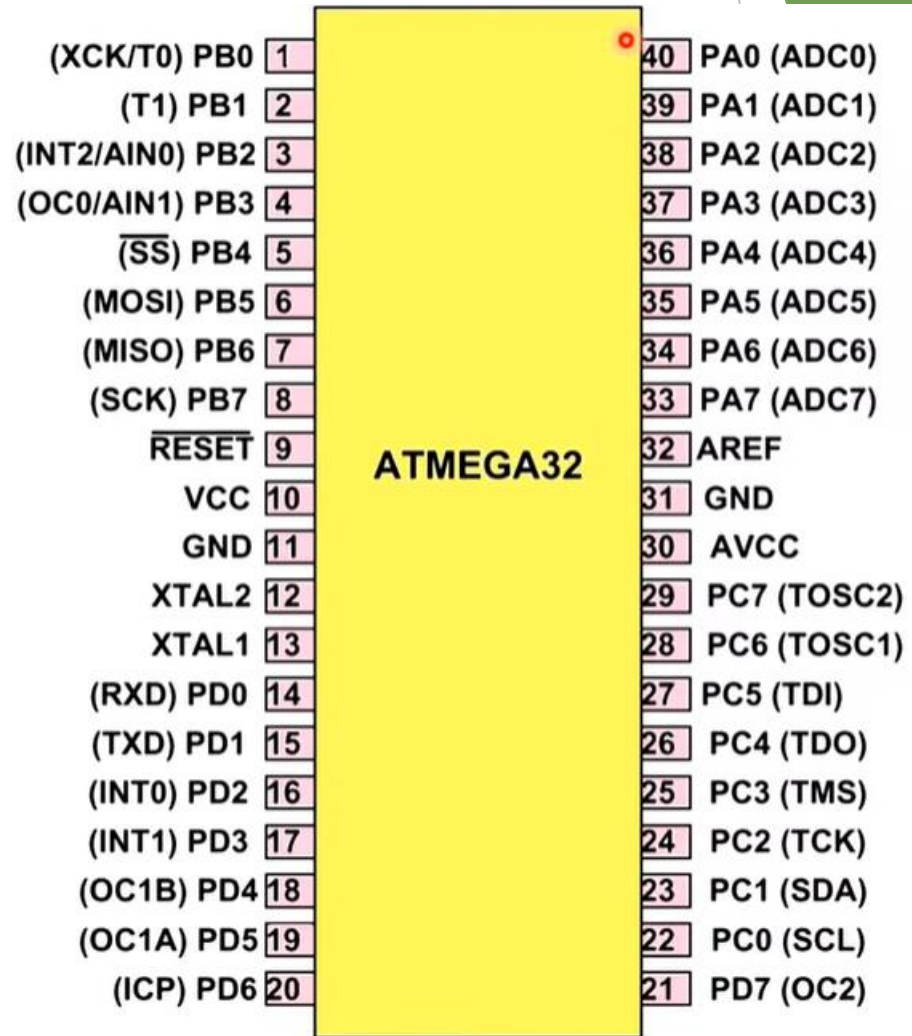 (XCK/T0) PB0 1 40 PA0 (ADC0)
(T1) PB1 2 39 PA1 (ADC1)
(INT2/AIN0) PB2 3 38 PA2 (ADC2)
(OC0/AIN1) PB3 4 37 PA3 (ADC3)
(S̅S̅) PB4 5 36 PA4 (ADC4)
(MOSI) PB5 6 35 PA5 (ADC5)
(MISO) PB6 7 34 PA6 (ADC6)
(SCK) PB7 8 33 PA7 (ADC7)
R̅E̅S̅E̅T̅ 9 32 AREF
ATMEGA32
VCC 10 31 GND
GND 11 30 AVCC
XTAL2 12 29 PC7 (TOSC2)
XTAL1 13 28 PC6 (TOSC1)
(RXD) PD0 14 27 PC5 (TDI)
(TXD) PD1 15 26 PC4 (TDO)
(INT0) PD2 16 25 PC3 (TMS)
(INT1) PD3 17 24 PC2 (TCK)
(OC1B) PD4 18 23 PC1 (SDA)
(OC1A) PD5 19 22 PC0 (SCL)
(ICP) PD6 20 21 PD7 (OC2)